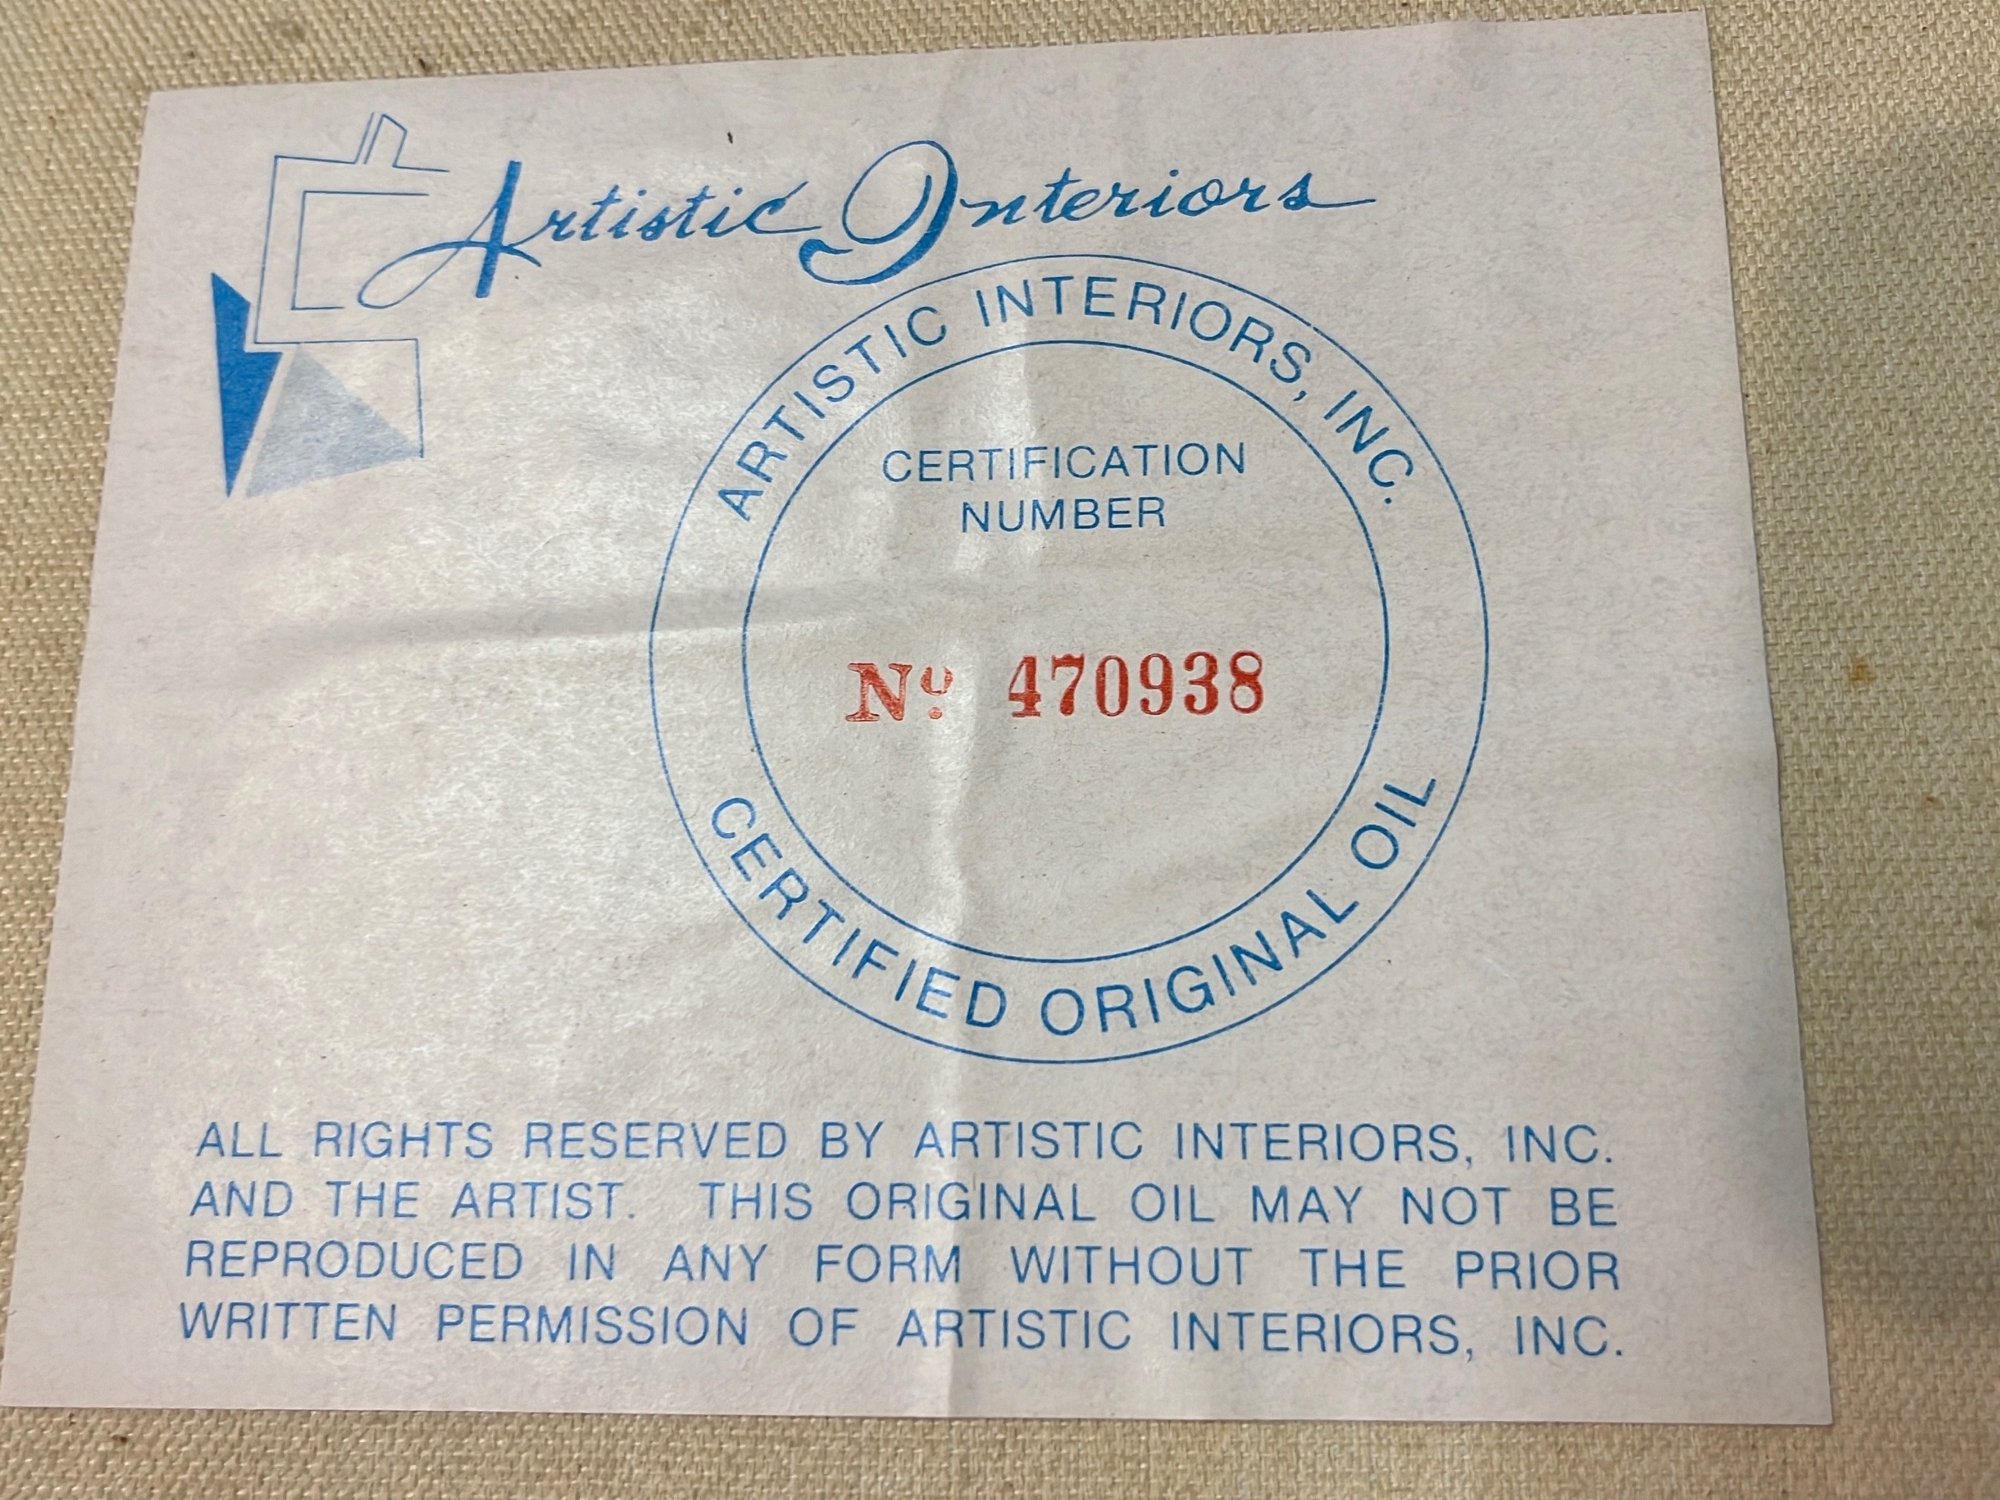 Artistic Interiors
ARTISTIC INTERIORS, INC.
CERTIFICATION
NUMBER
No. 470938
CERTIFIED ORIGINAL OIL
ALL RIGHTS RESERVED BY ARTISTIC INTERIORS, INC.
AND THE ARTIST. THIS ORIGINAL OIL MAY NOT BE
REPRODUCED IN ANY FORM WITHOUT THE PRIOR
WRITTEN PERMISSION OF ARTISTIC INTERIORS, INC.